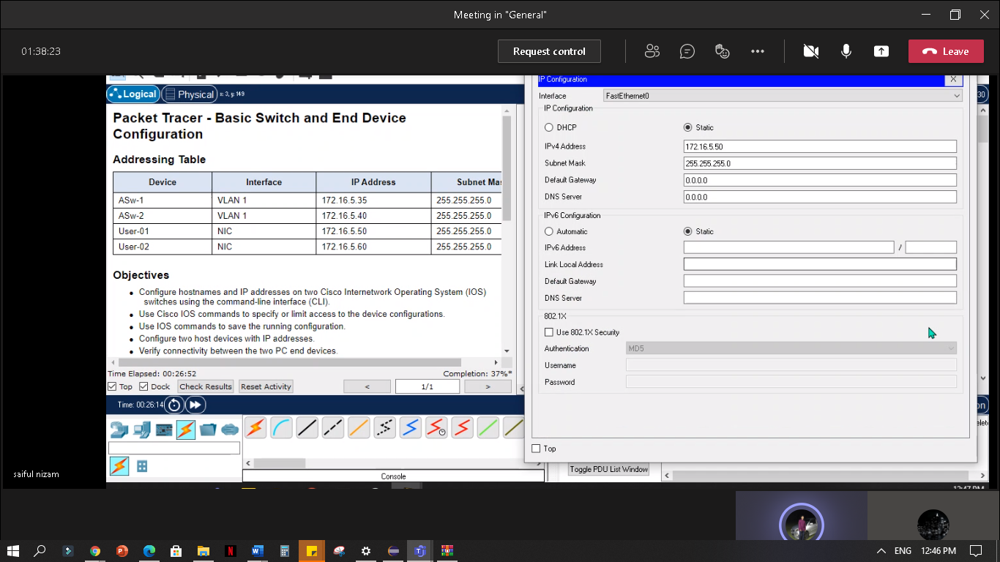 Meeting in "General"
01:38:23
Request control
Leave
Logical
Physical
x: 3, y: 149
Packet Tracer - Basic Switch and End Device
Configuration
Addressing Table
Device Interface IP Address Subnet Mas
ASw-1 VLAN 1 172.16.5.35 255.255.255.0
ASw-2 VLAN 1 172.16.5.40 255.255.255.0
User-01 NIC 172.16.5.50 255.255.255.0
User-02 NIC 172.16.5.60 255.255.255.0
Objectives
Configure hostnames and IP addresses on two Cisco Internetwork Operating System (IOS)
switches using the command-line interface (CLI).
Use Cisco IOS commands to specify or limit access to the device configurations.
Use IOS commands to save the running configuration.
Configure two host devices with IP addresses.
Verify connectivity between the two PC end devices.
Time Elapsed: 00:26:52 Completion: 37%*
Top Dock Check Results Reset Activity < 1/1 >
Time: 00:26:14
Console
IP Configuration X
Interface FastEthernet0
IP Configuration
DHCP Static
IPv4 Address 172.16.5.50
Subnet Mask 255.255.255.0
Default Gateway 0.0.0.0
DNS Server 0.0.0.0
IPv6 Configuration
Automatic Static
IPv6 Address /
Link Local Address
Default Gateway
DNS Server
802.1X
Use 802.1X Security
Authentication MD5
Username
Password
Top
30
on
Toggle PDU List Window
saiful nizam
ENG 12:46 PM